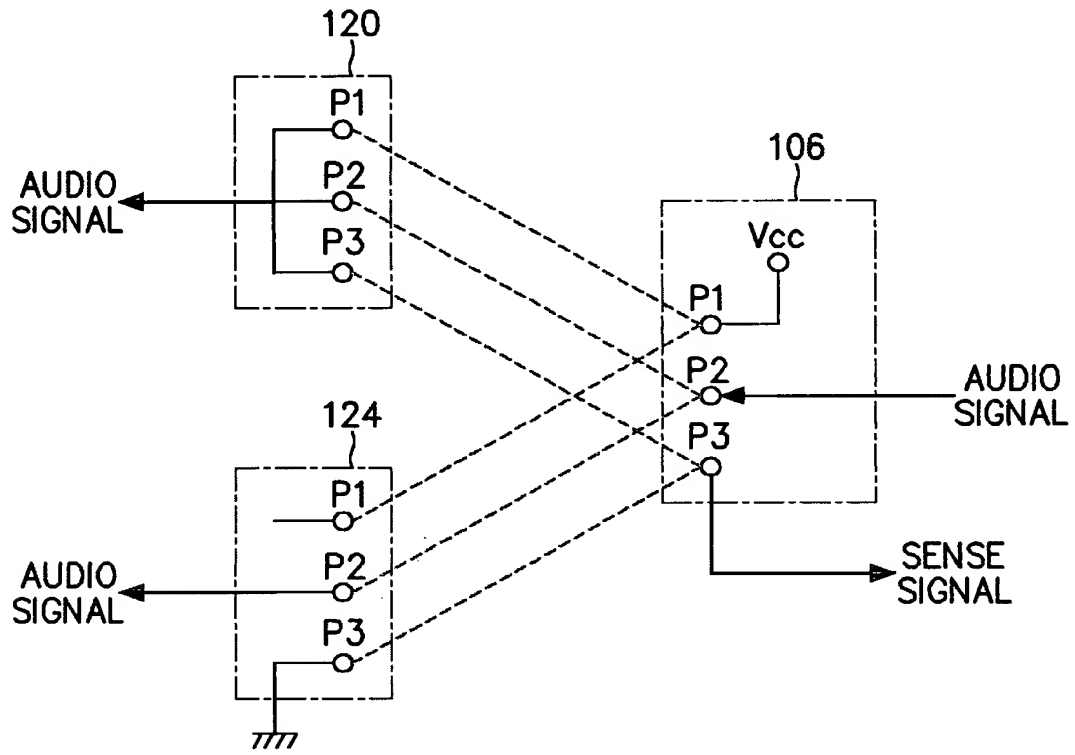 120
P1
P2
P3
AUDIO
SIGNAL
106
Vcc
P1
P2
P3
AUDIO
SIGNAL
SENSE
SIGNAL
124
P1
P2
P3
AUDIO
SIGNAL